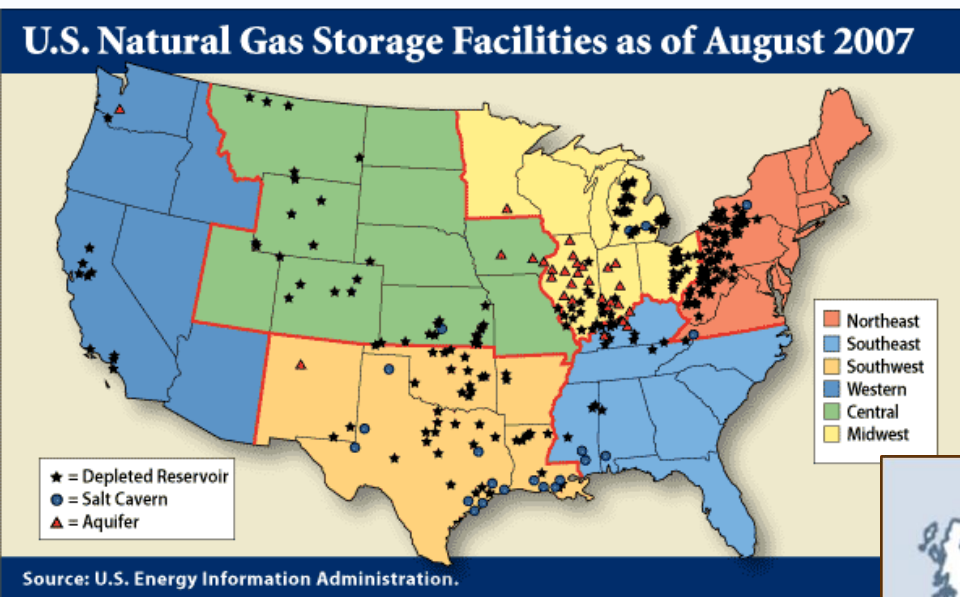 U.S. Natural Gas Storage Facilities as of August 2007
Northeast
Southeast
Southwest
Western
Central
Midwest
= Depleted Reservoir
= Salt Cavern
= Aquifer
Source: U.S. Energy Information Administration.